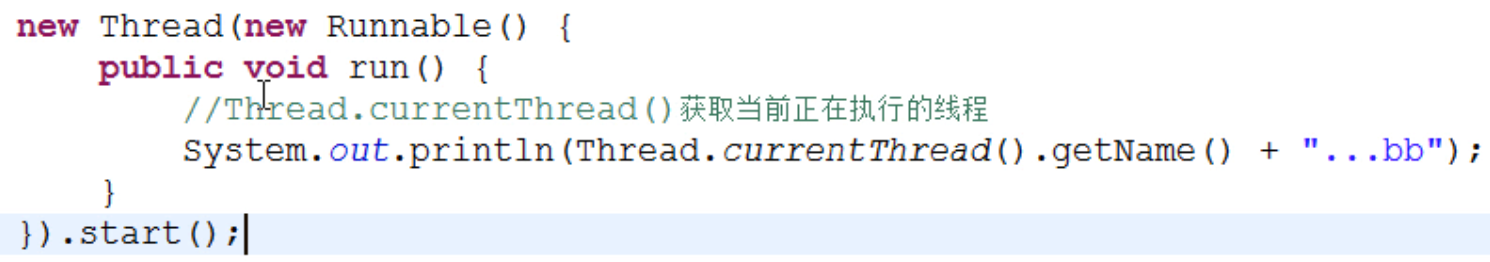 new Thread(new Runnable() {
public void run() {
//Thread.currentThread()获取当前正在执行的线程
System.out.println(Thread.currentThread().getName() + "...bb");
}
}).start();